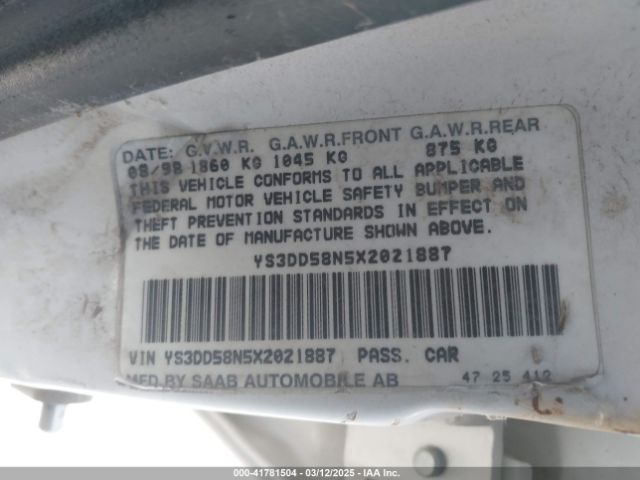 DATE: G.V.W.R. G.A.W.R.FRONT G.A.W.R.REAR
08/98 1860 KG 1045 KG 875 KG
THIS VEHICLE CONFORMS TO ALL APPLICABLE
FEDERAL MOTOR VEHICLE SAFETY BUMPER AND
THEFT PREVENTION STANDARDS IN EFFECT ON
THE DATE OF MANUFACTURE SHOWN ABOVE.
YS3DD58N5X2021887
VIN YS3DD58N5X2021887 PASS. CAR
MFD BY SAAB AUTOMOBILE AB 47 25 412
000-41781504 - 03/12/2025 - IAA Inc.